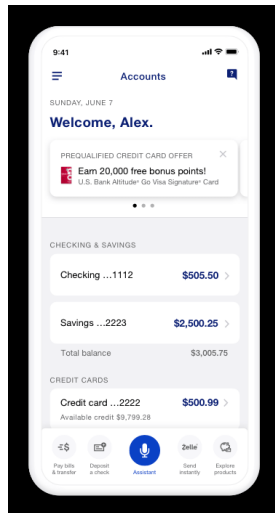 9:41
Accounts
?
SUNDAY, JUNE 7
Welcome, Alex.
PREQUALIFIED CREDIT CARD OFFER
Earn 20,000 free bonus points!
U.S. Bank Altitude® Go Visa Signature® Card
CHECKING & SAVINGS
Checking ...1112 $505.50
Savings ...2223 $2,500.25
Total balance $3,005.75
CREDIT CARDS
Credit card ...2222 $500.99
Available credit $9,799.28
Zelle
Pay bills & transfer
Deposit a check
Assistant
Send instantly
Explore products